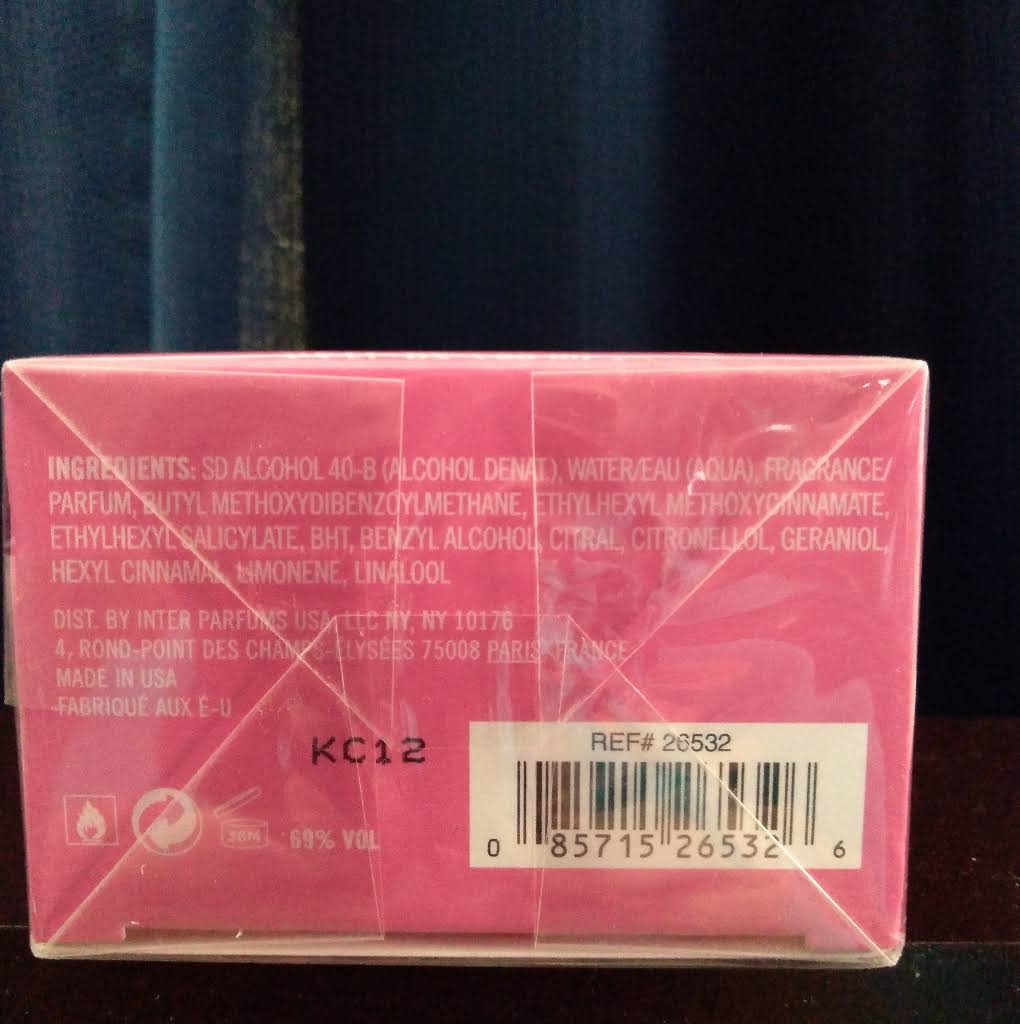 INGREDIENTS: SD ALCOHOL 40-B (ALCOHOL DENAT.), WATER/EAU (AQUA), FRAGRANCE/
PARFUM, BUTYL METHOXYDIBENZOYLMETHANE, ETHYLHEXYL METHOXYCINNAMATE,
ETHYLHEXYL SALICYLATE, BHT, BENZYL ALCOHOL, CITRAL, CITRONELLOL, GERANIOL,
HEXYL CINNAMAL, LIMONENE, LINALOOL
DIST. BY INTER PARFUMS USA, LLC NY, NY 10176
4, ROND-POINT DES CHAMPS-ÉLYSÉES 75008 PARIS FRANCE
MADE IN USA
FABRIQUÉ AUX É-U
KC12
REF# 26532
36M 69% VOL
0 85715 26532 6